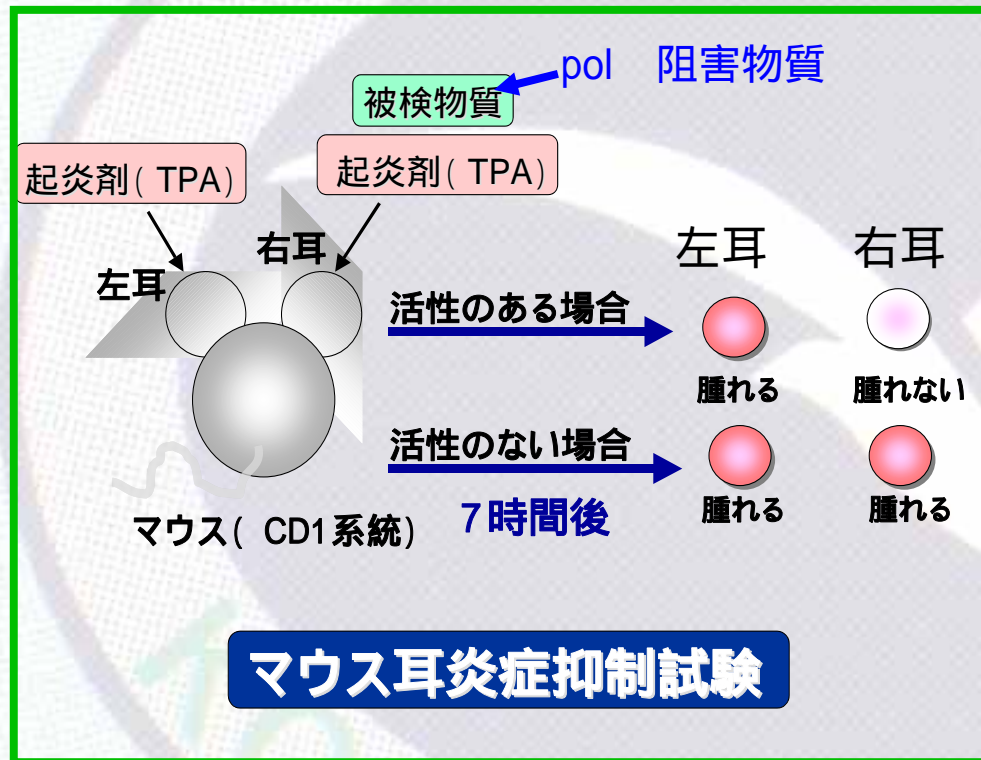 pol　阻害物質
被検物質
起炎剤( TPA)
起炎剤( TPA)
右耳
左耳
左耳
右耳
活性のある場合
腫れる
腫れない
活性のない場合
腫れる
腫れる
7時間後
マウス( CD1系統)
マウス耳炎症抑制試験